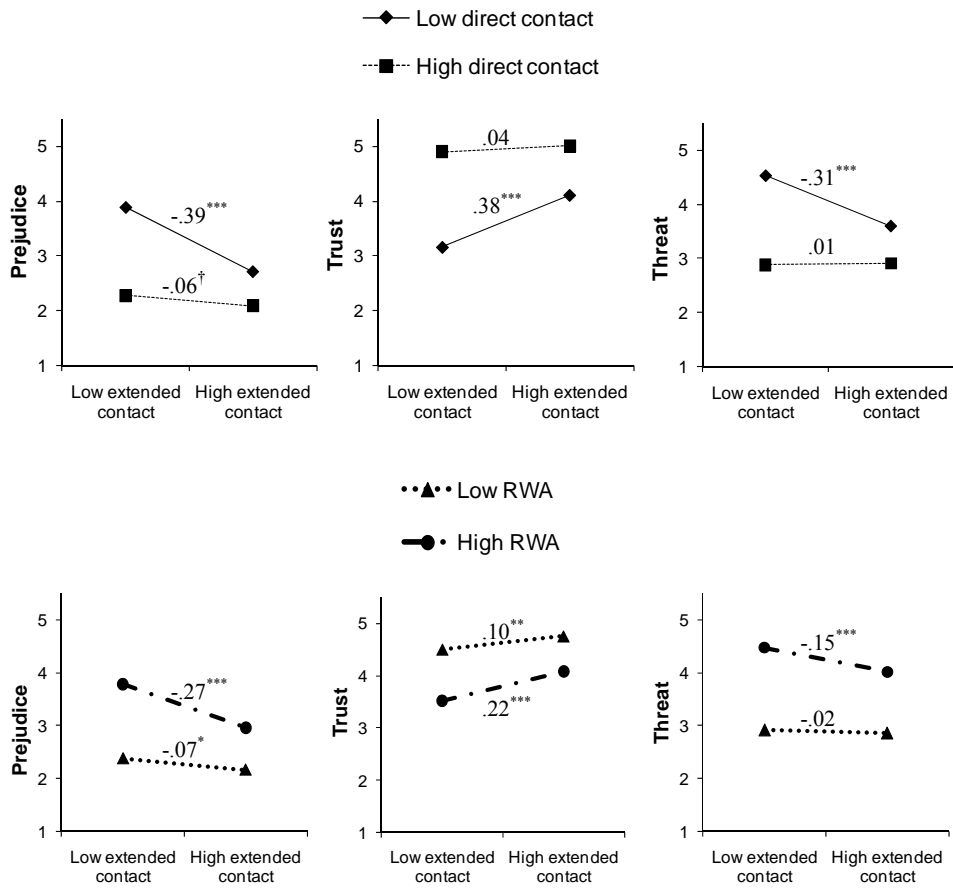 Low direct contact
High direct contact
Prejudice
5
4
3
2
1
-.39***
-.06†
Low extended
contact
High extended
contact
Trust
5
4
3
2
1
.04
.38***
Low extended
contact
High extended
contact
Threat
5
4
3
2
1
-.31***
.01
Low extended
contact
High extended
contact
Low RWA
High RWA
Prejudice
5
4
3
2
1
-.27***
-.07*
Low extended
contact
High extended
contact
Trust
5
4
3
2
1
.10**
.22***
Low extended
contact
High extended
contact
Threat
5
4
3
2
1
-.15***
-.02
Low extended
contact
High extended
contact